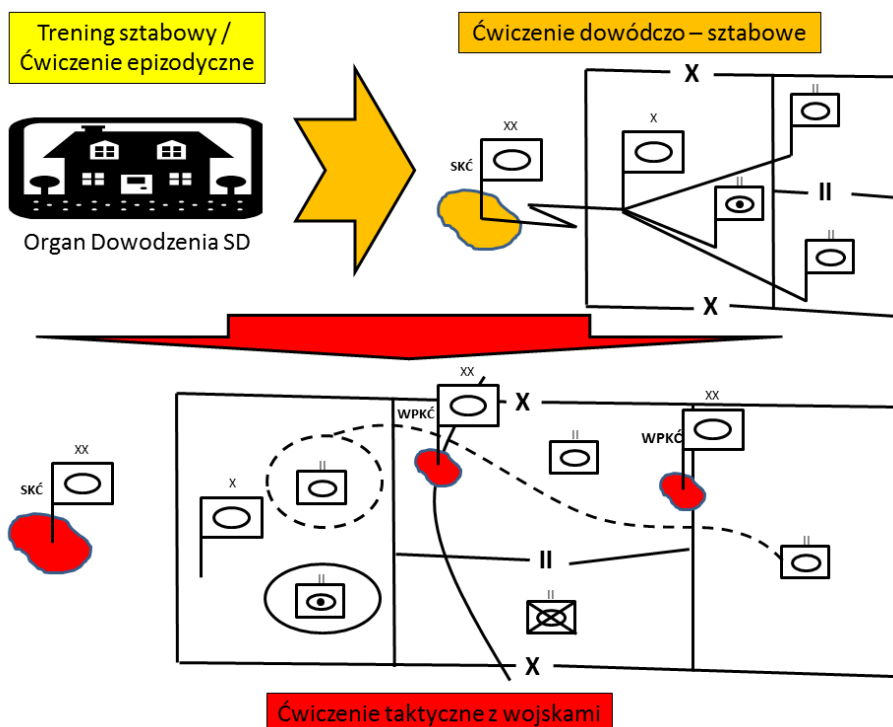 Trening sztabowy /
Ćwiczenie epizodyczne
Organ Dowodzenia SD
Ćwiczenie dowódczo – sztabowe
X
II
XX
X
SKĆ
II
II
II
X
XX
XX
X
XX
WPKĆ
WPKĆ
II
XX
SKĆ
X
II
II
II
II
II
X
Ćwiczenie taktyczne z wojskami